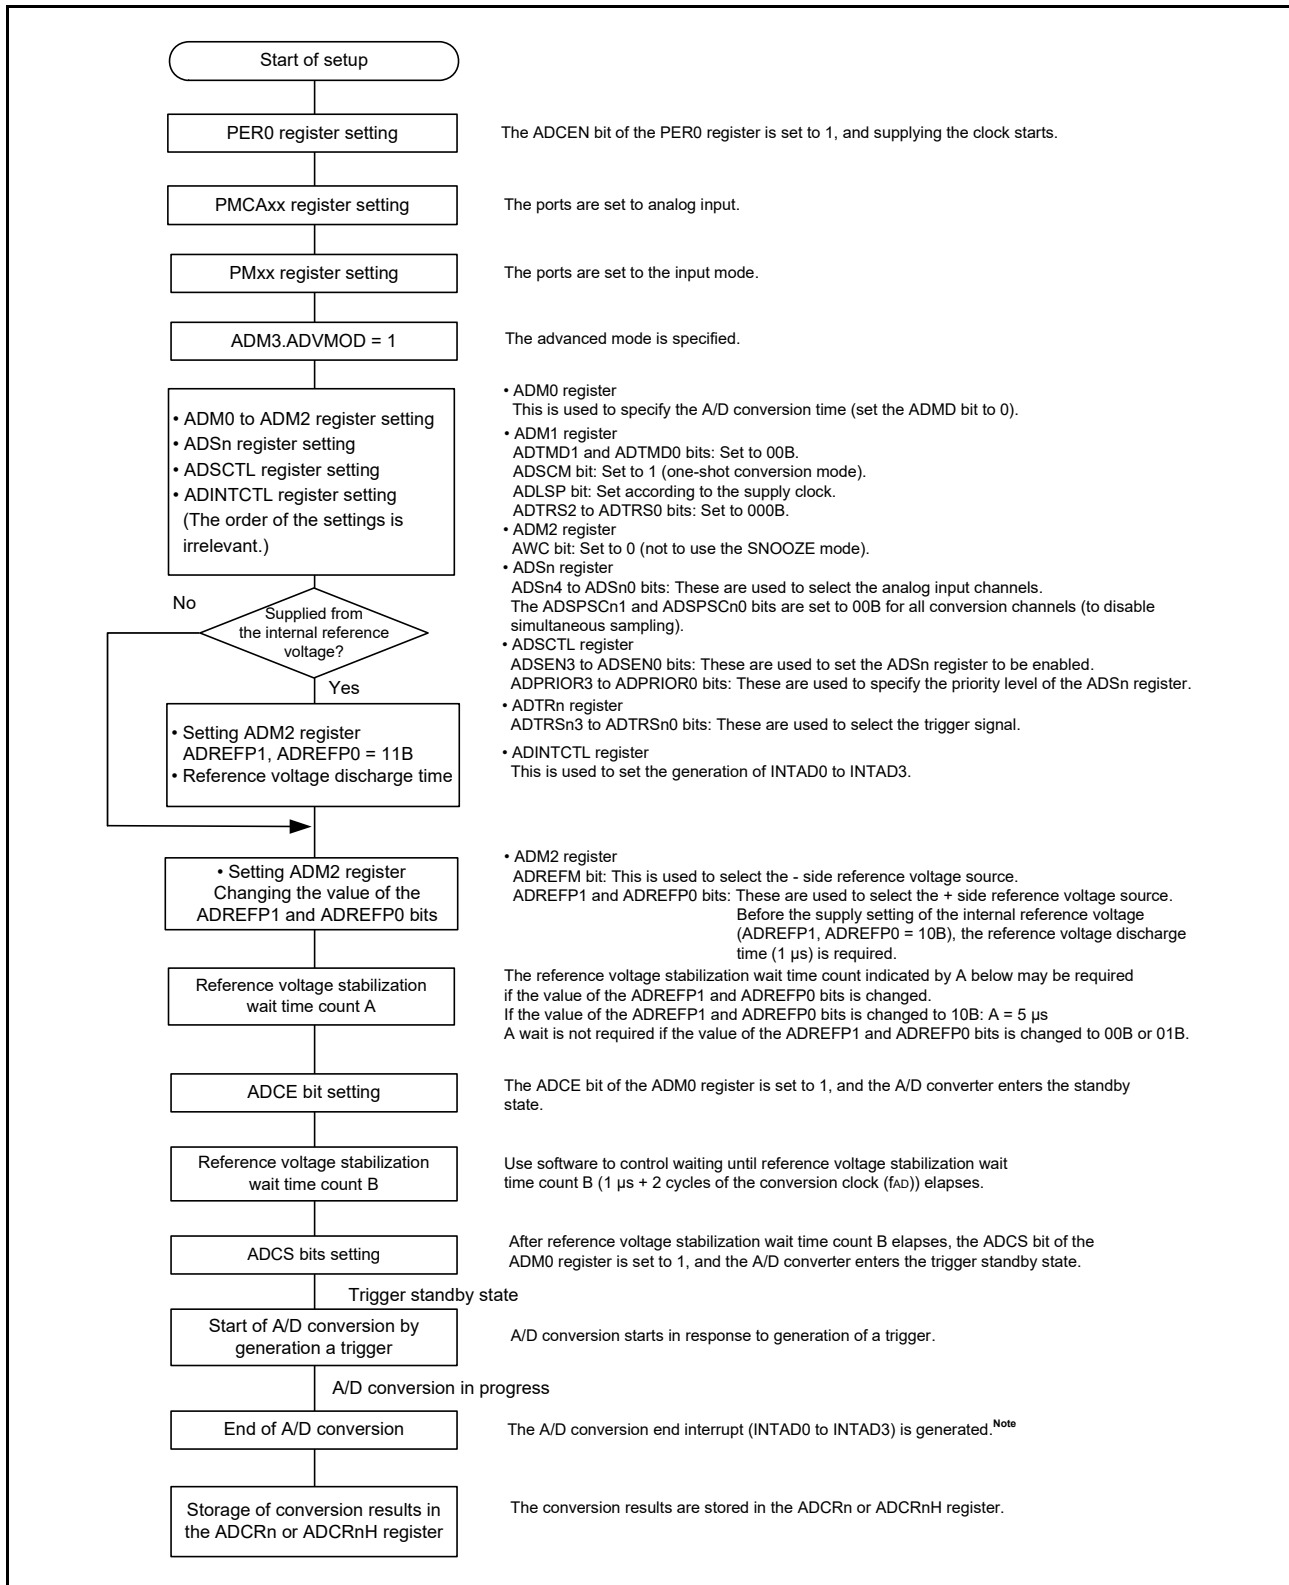 Start of setup
PER0 register setting
The ADCEN bit of the PER0 register is set to 1, and supplying the clock starts.
PMCAxx register setting
The ports are set to analog input.
PMxx register setting
The ports are set to the input mode.
ADM3.ADVMOD = 1
The advanced mode is specified.
• ADM0 to ADM2 register setting
• ADSn register setting
• ADSCTL register setting
• ADINTCTL register setting
(The order of the settings is
irrelevant.)
• ADM0 register
This is used to specify the A/D conversion time (set the ADMD bit to 0).
• ADM1 register
ADTMD1 and ADTMD0 bits: Set to 00B.
ADSCM bit: Set to 1 (one-shot conversion mode).
ADLSP bit: Set according to the supply clock.
ADTRS2 to ADTRS0 bits: Set to 000B.
• ADM2 register
AWC bit: Set to 0 (not to use the SNOOZE mode).
• ADSn register
ADSn4 to ADSn0 bits: These are used to select the analog input channels.
The ADSPSCn1 and ADSPSCn0 bits are set to 00B for all conversion channels (to disable
simultaneous sampling).
• ADSCTL register
ADSEN3 to ADSEN0 bits: These are used to set the ADSn register to be enabled.
ADPRIOR3 to ADPRIOR0 bits: These are used to specify the priority level of the ADSn register.
• ADTRn register
ADTRSn3 to ADTRSn0 bits: These are used to select the trigger signal.
• ADINTCTL register
This is used to set the generation of INTAD0 to INTAD3.
No
Supplied from
the internal reference
voltage?
Yes
• Setting ADM2 register
ADREFP1, ADREFP0 = 11B
• Reference voltage discharge time
• Setting ADM2 register
Changing the value of the
ADREFP1 and ADREFP0 bits
• ADM2 register
ADREFM bit: This is used to select the - side reference voltage source.
ADREFP1 and ADREFP0 bits: These are used to select the + side reference voltage source.
Before the supply setting of the internal reference voltage
(ADREFP1, ADREFP0 = 10B), the reference voltage discharge
time (1 μs) is required.
Reference voltage stabilization
wait time count A
The reference voltage stabilization wait time count indicated by A below may be required
if the value of the ADREFP1 and ADREFP0 bits is changed.
If the value of the ADREFP1 and ADREFP0 bits is changed to 10B: A = 5 μs
A wait is not required if the value of the ADREFP1 and ADREFP0 bits is changed to 00B or 01B.
ADCE bit setting
The ADCE bit of the ADM0 register is set to 1, and the A/D converter enters the standby
state.
Reference voltage stabilization
wait time count B
Use software to control waiting until reference voltage stabilization wait
time count B (1 μs + 2 cycles of the conversion clock (fAD)) elapses.
ADCS bits setting
After reference voltage stabilization wait time count B elapses, the ADCS bit of the
ADM0 register is set to 1, and the A/D converter enters the trigger standby state.
Trigger standby state
Start of A/D conversion by
generation a trigger
A/D conversion starts in response to generation of a trigger.
A/D conversion in progress
End of A/D conversion
The A/D conversion end interrupt (INTAD0 to INTAD3) is generated.Note
Storage of conversion results in
the ADCRn or ADCRnH register
The conversion results are stored in the ADCRn or ADCRnH register.